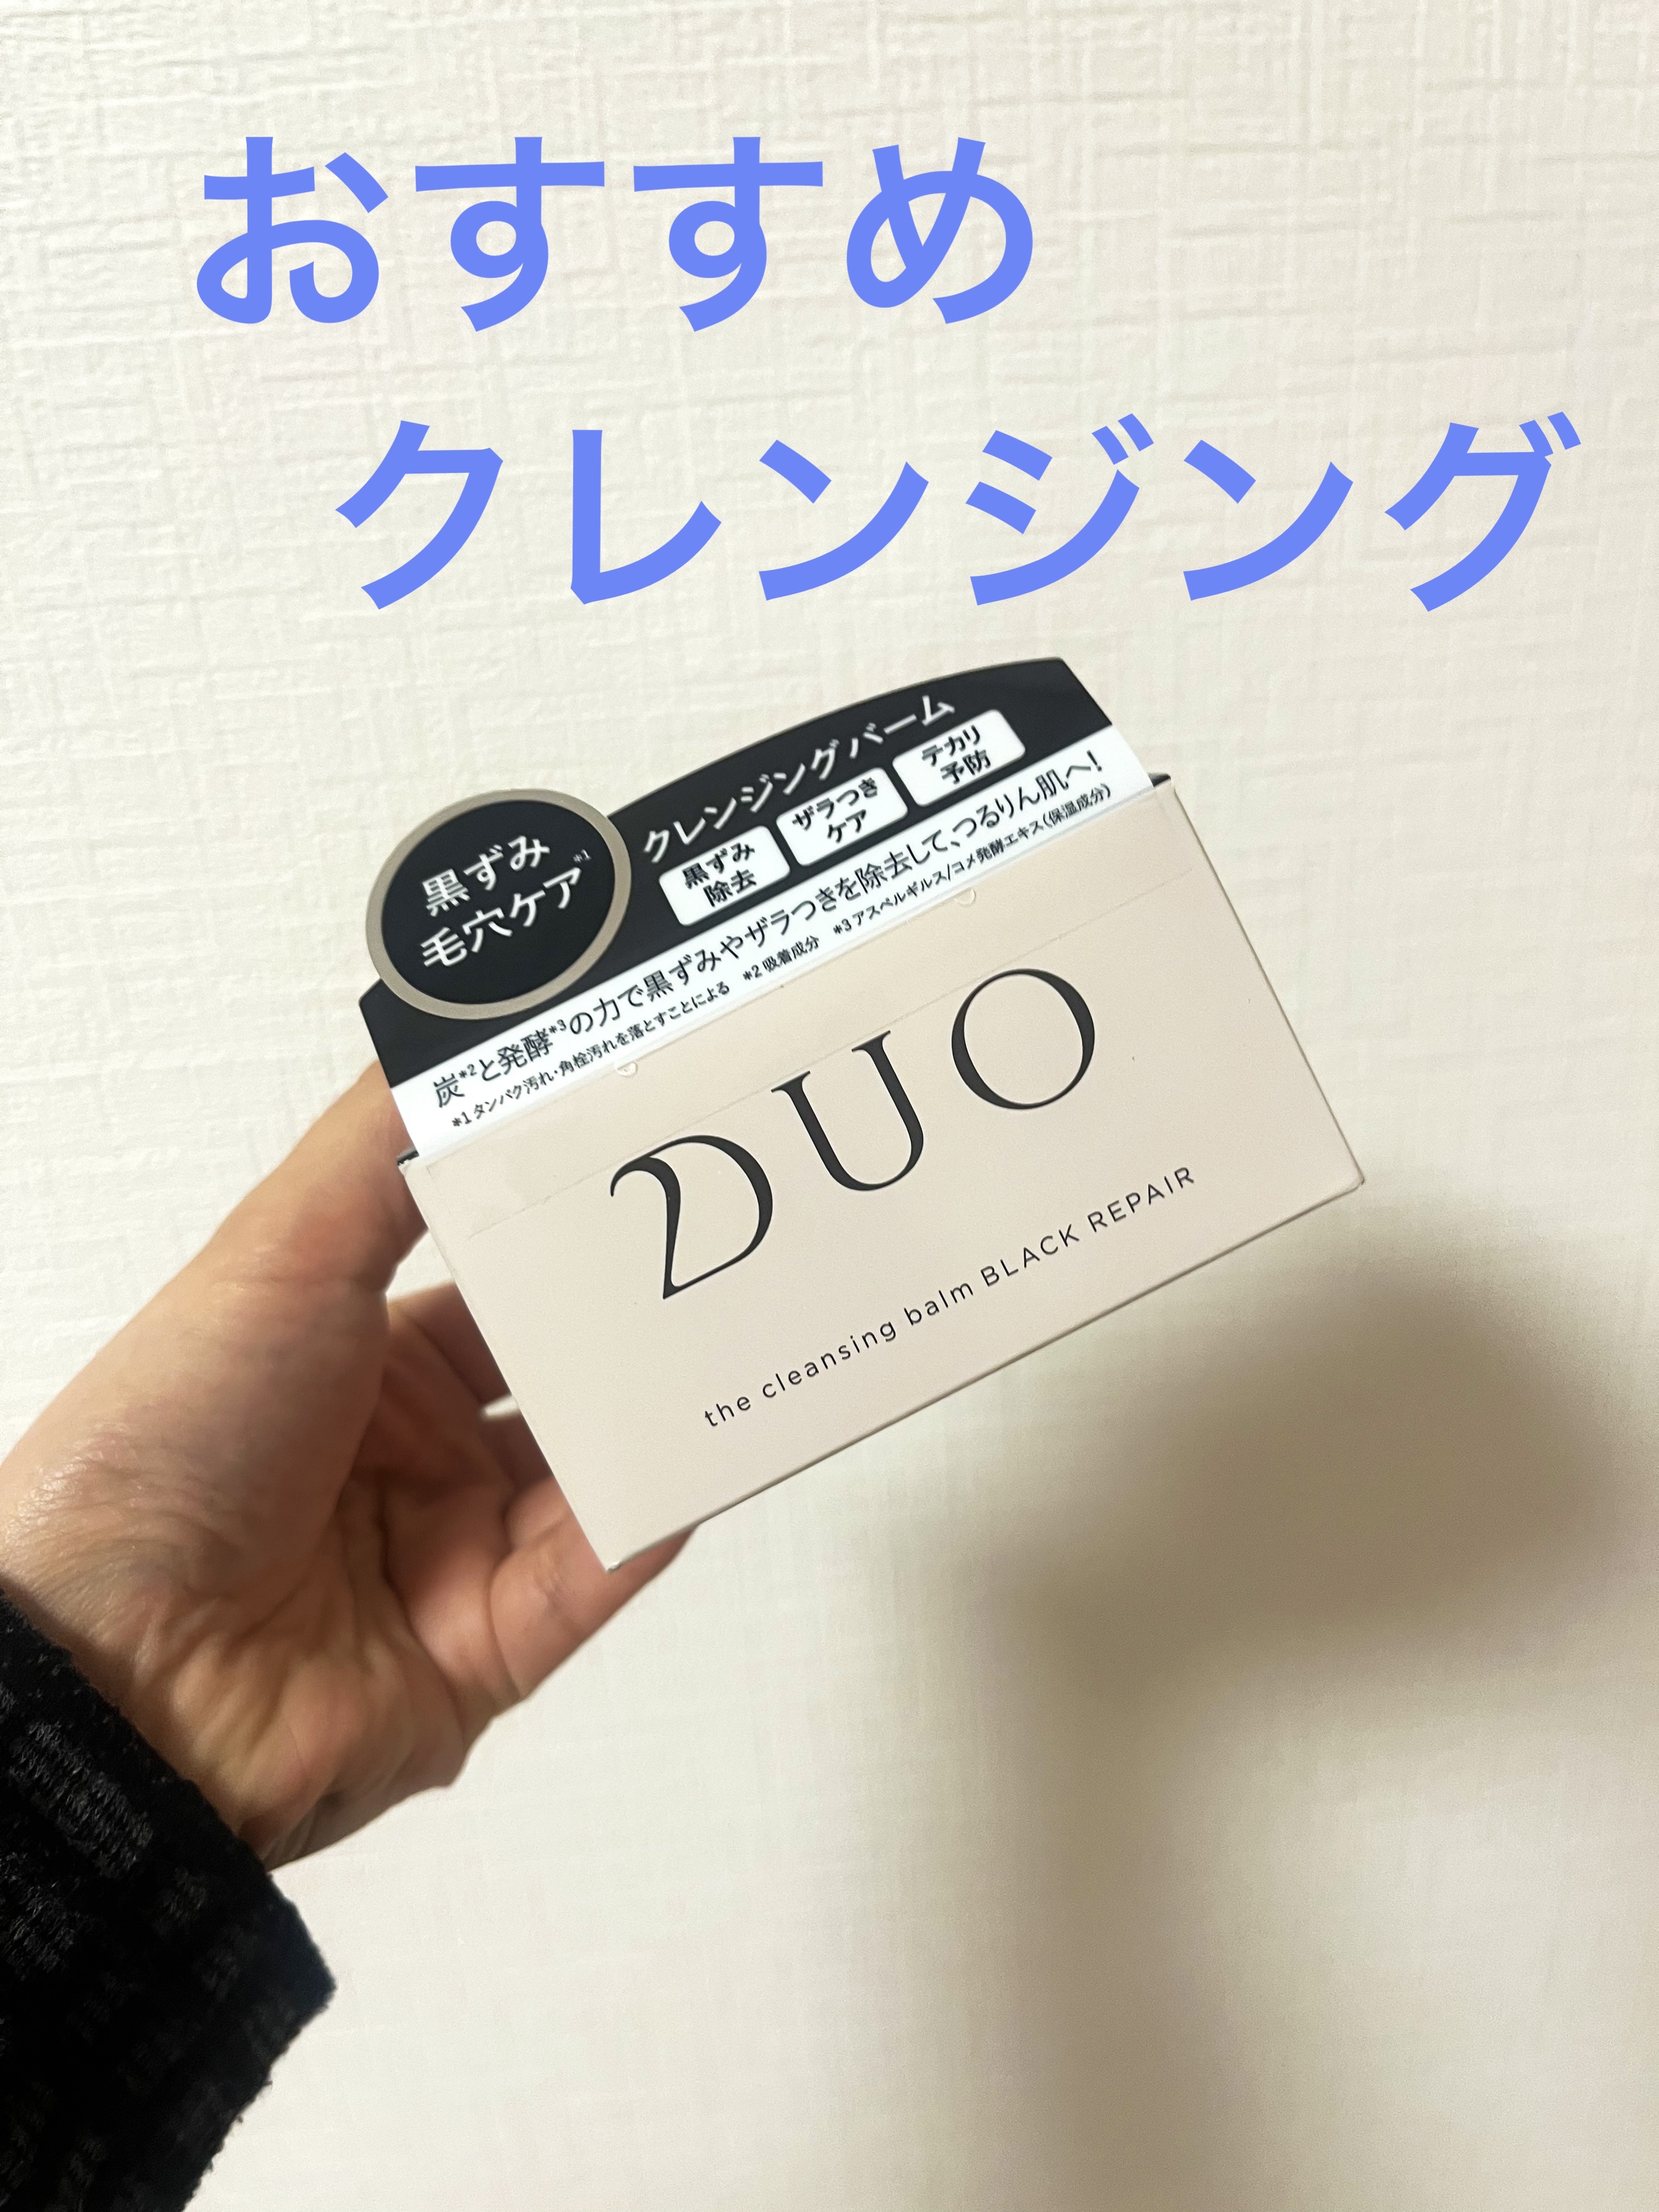 おすすめ
クレンジング
クレンジングバーム
黒ずみ
毛穴ケア*1
黒ずみ
除去
ザラつき
ケア
テカリ
予防
炭*2と発酵*3の力で黒ずみやザラつきを除去して、つるりん肌へ!
*1 タンパク汚れ・角栓汚れを落とすことによる *2 吸着成分 *3 アスペルギルス/コメ発酵エキス(保湿成分)
DUO
the cleansing balm BLACK REPAIR